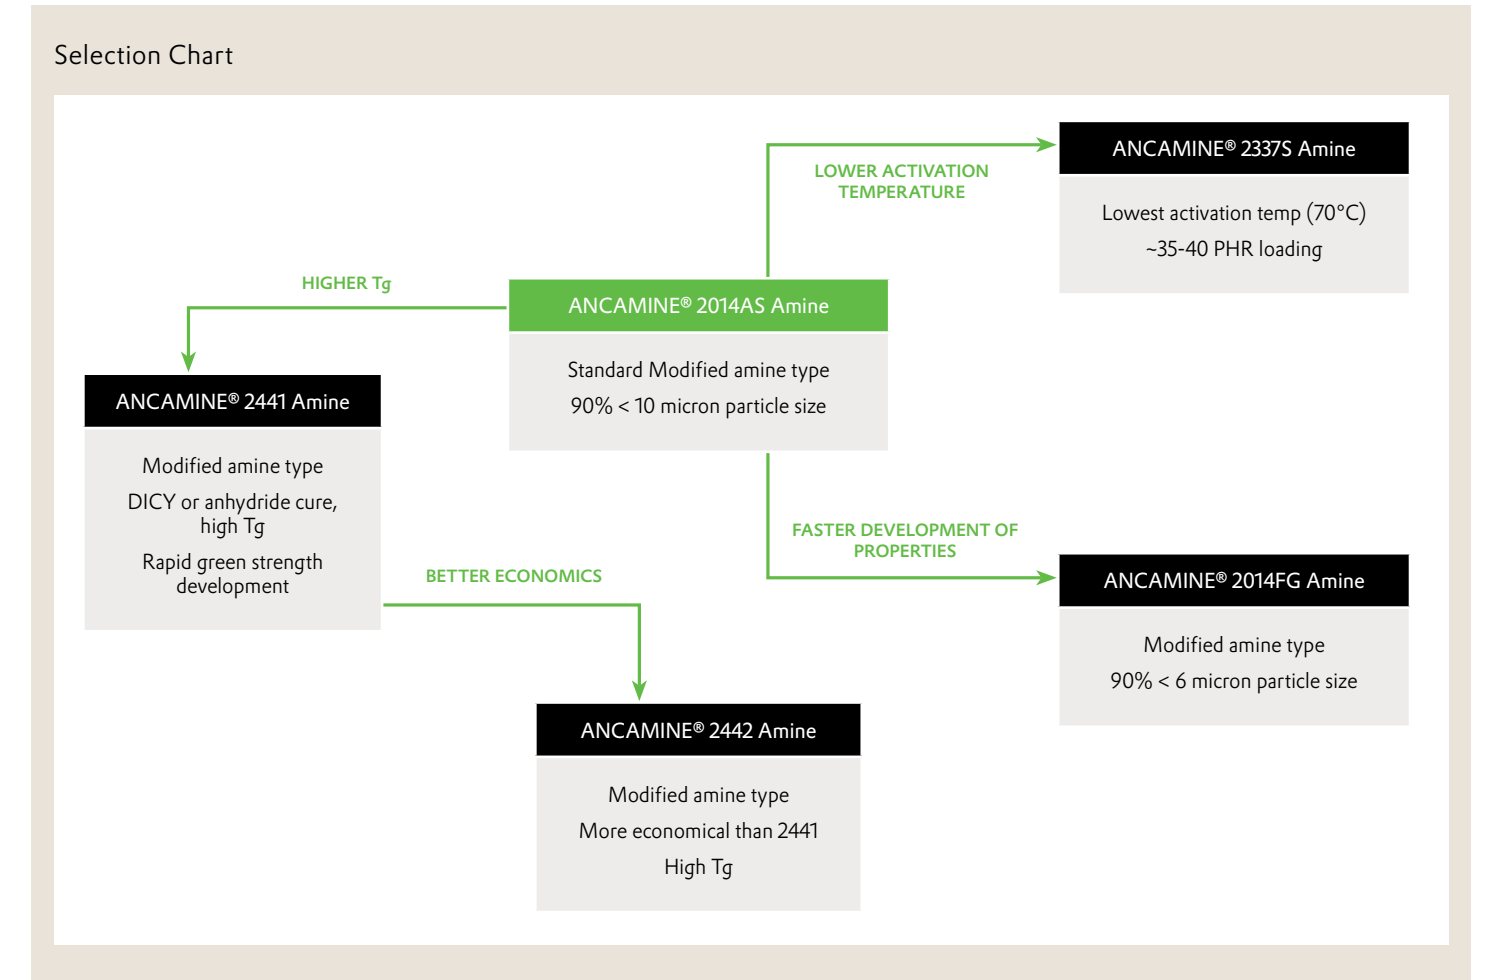 Selection Chart
ANCAMINE® 2337S Amine
LOWER ACTIVATION
TEMPERATURE
Lowest activation temp (70°C)
~35-40 PHR loading
HIGHER Tg
ANCAMINE® 2014AS Amine
Standard Modified amine type
90% < 10 micron particle size
ANCAMINE® 2441 Amine
Modified amine type
DICY or anhydride cure,
high Tg
Rapid green strength
development
FASTER DEVELOPMENT OF
PROPERTIES
BETTER ECONOMICS
ANCAMINE® 2014FG Amine
Modified amine type
90% < 6 micron particle size
ANCAMINE® 2442 Amine
Modified amine type
More economical than 2441
High Tg